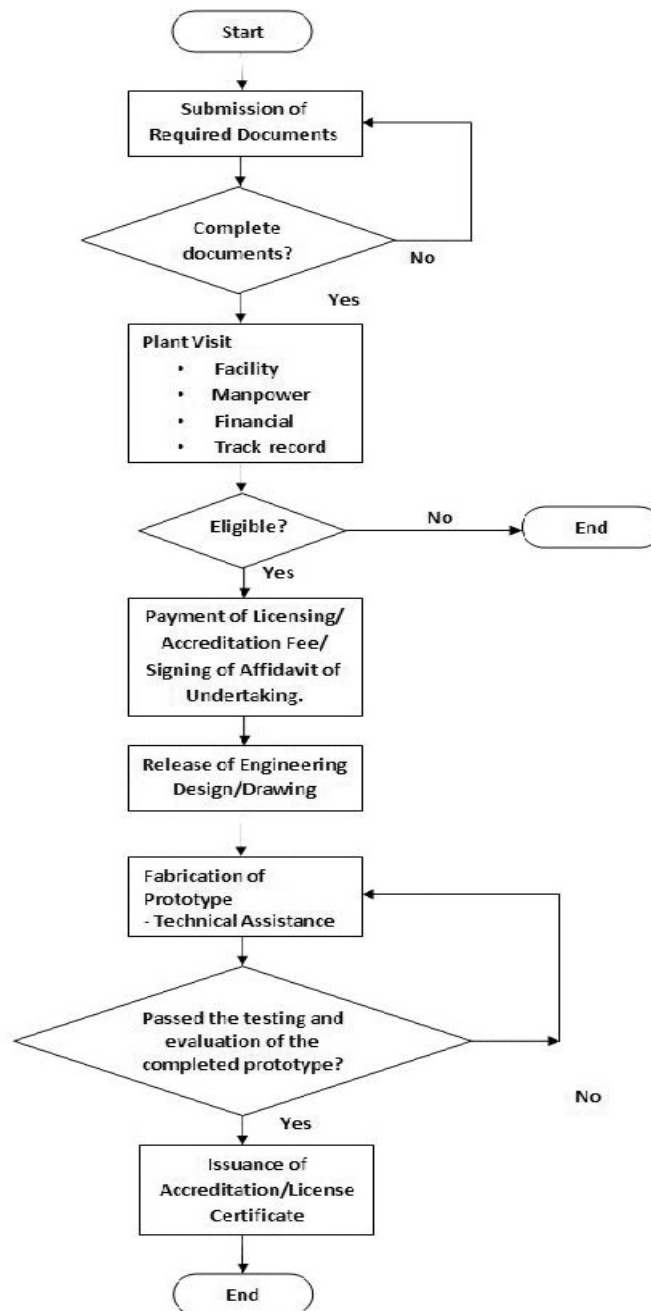 Start
Submission of
Required Documents
Complete
documents?
No
Yes
Plant Visit
• Facility
• Manpower
• Financial
• Track record
Eligible?
No
End
Yes
Payment of Licensing/
Accreditation Fee/
Signing of Affidavit of
Undertaking.
Release of Engineering
Design/Drawing
Fabrication of
Prototype
- Technical Assistance
Passed the testing and
evaluation of the
completed prototype?
No
Yes
Issuance of
Accreditation/License
Certificate
End